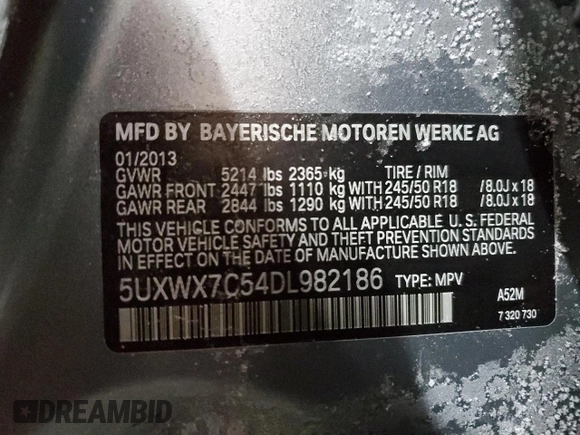 MFD BY BAYERISCHE MOTOREN WERKE AG
01/2013
GVWR 5214 lbs 2365 kg TIRE / RIM
GAWR FRONT 2447 lbs 1110 kg WITH 245/50 R18 /8.0J x 18
GAWR REAR 2844 lbs 1290 kg WITH 245/50 R18 /8.0J x 18
THIS VEHICLE CONFORMS TO ALL APPLICABLE U. S. FEDERAL
MOTOR VEHICLE SAFETY AND THEFT PREVENTION STANDARDS
IN EFFECT ON THE DATE OF MANUFACTURE SHOWN ABOVE.
5UXWX7C54DL982186 TYPE: MPV
A52M
7 320 730
DREAMBID